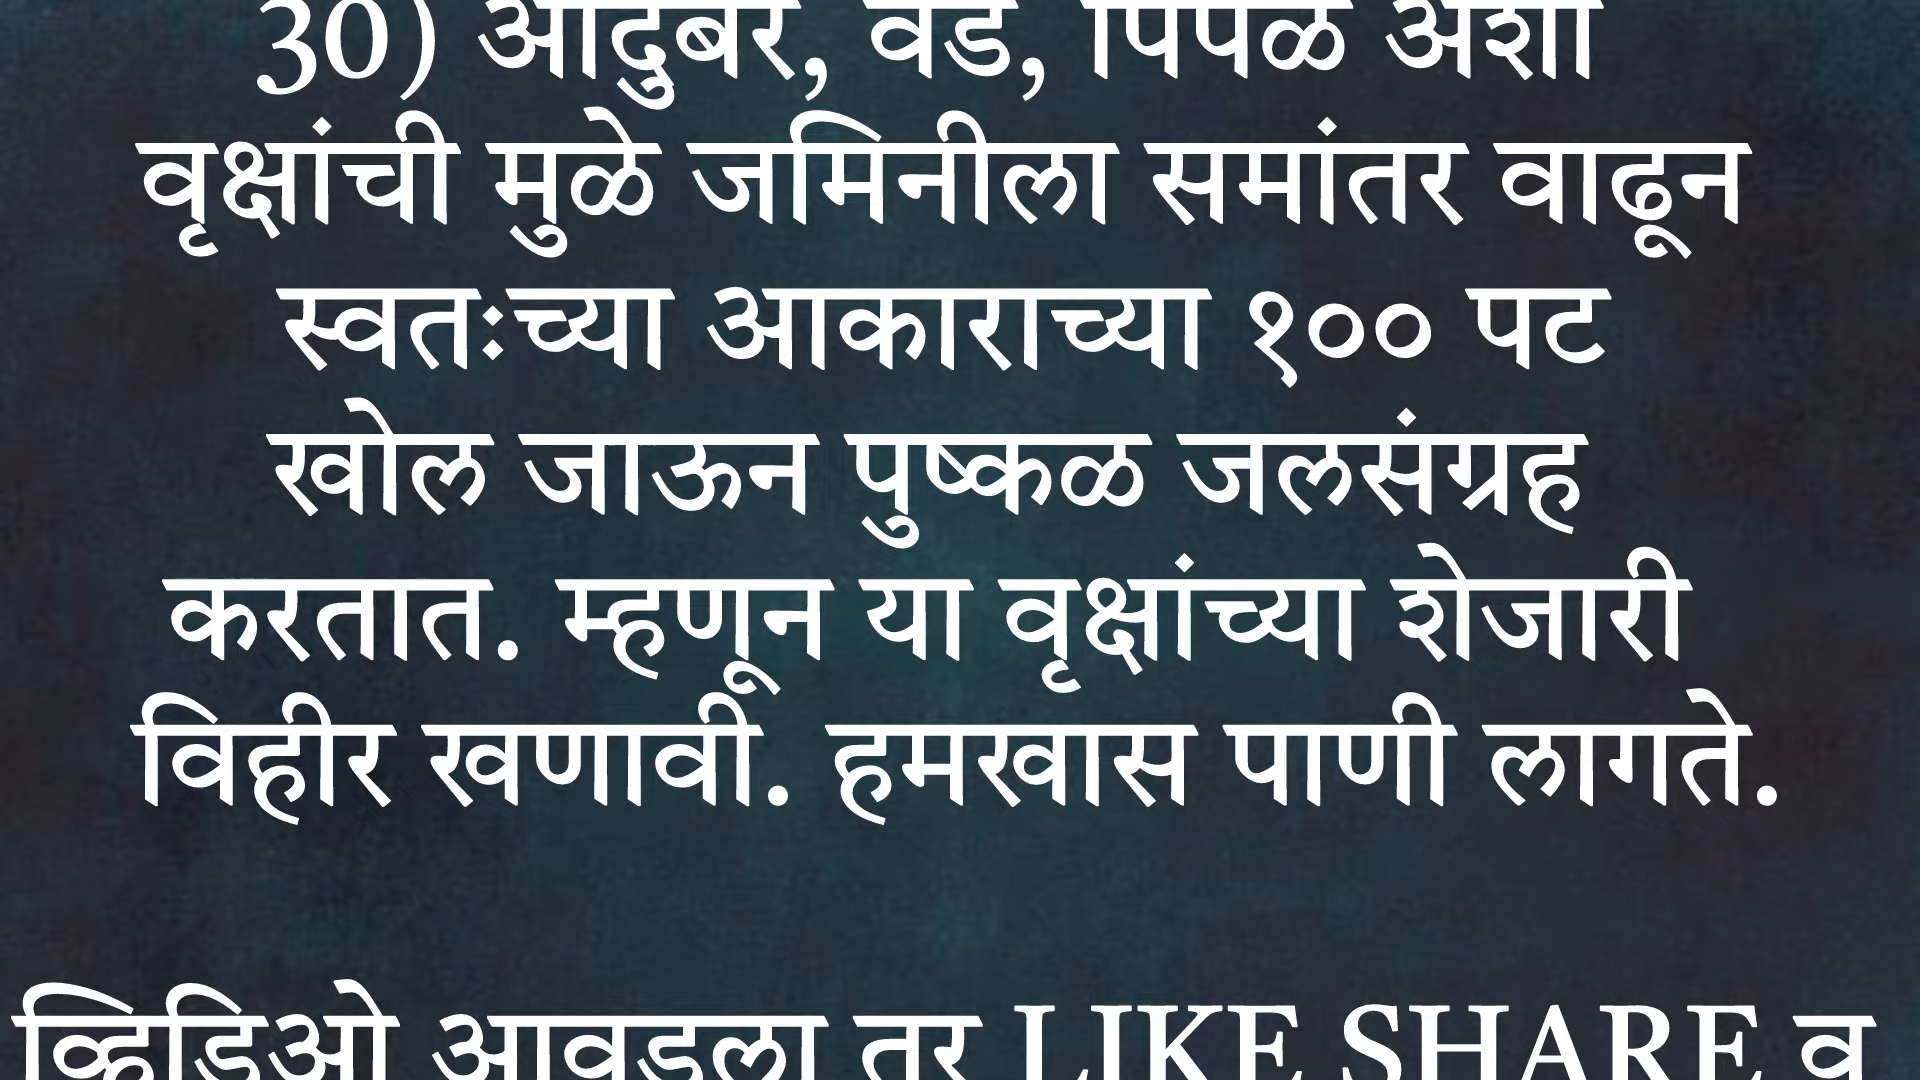 30) औदुंबर, वड, पिंपळ अशा
वृक्षांची मुळे जमिनीला समांतर वाढून
स्वतःच्या आकाराच्या १०० पट
खोल जाऊन पुष्कळ जलसंग्रह
करतात. म्हणून या वृक्षांच्या शेजारी
विहीर खणावी. हमखास पाणी लागते.
व्हिडिओ आवडला तर LIKE SHARE व